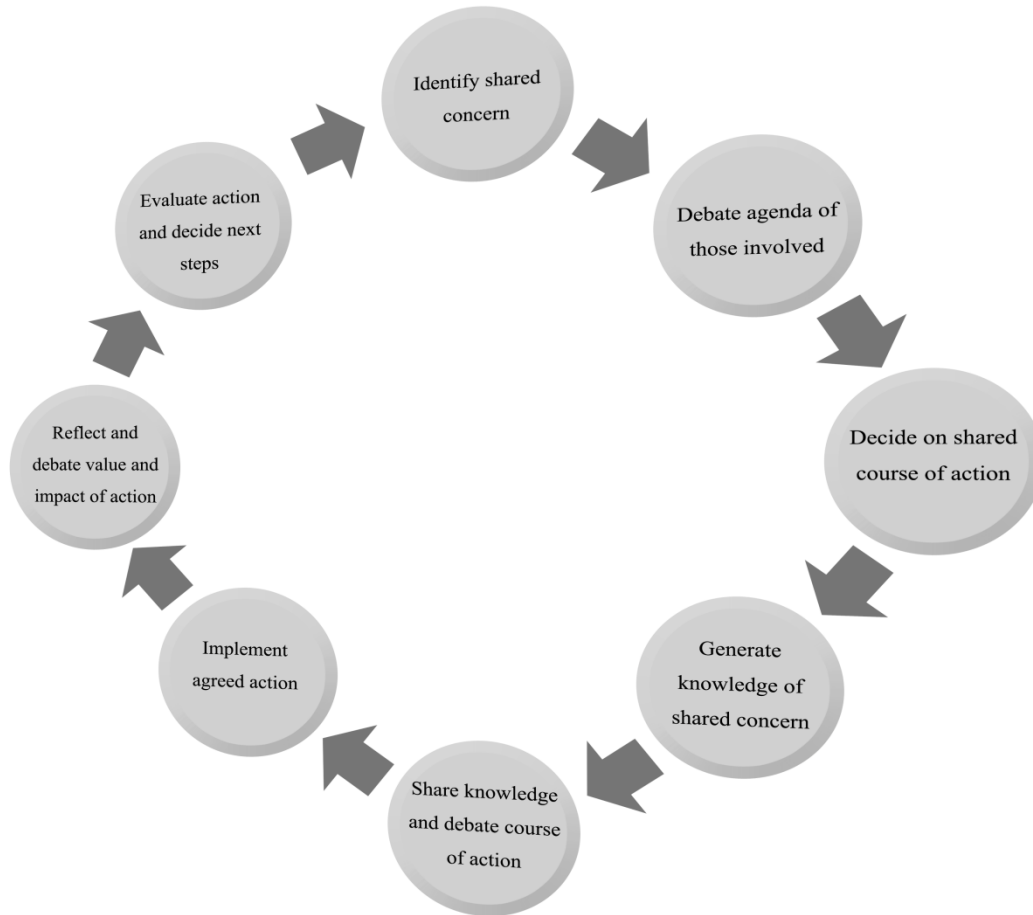 Identify shared
concern
Debate agenda of
those involved
Decide on shared
course of action
Generate
knowledge of
shared concern
Share knowledge
and debate course
of action
Implement
agreed action
Reflect and
debate value and
impact of action
Evaluate action
and decide next
steps